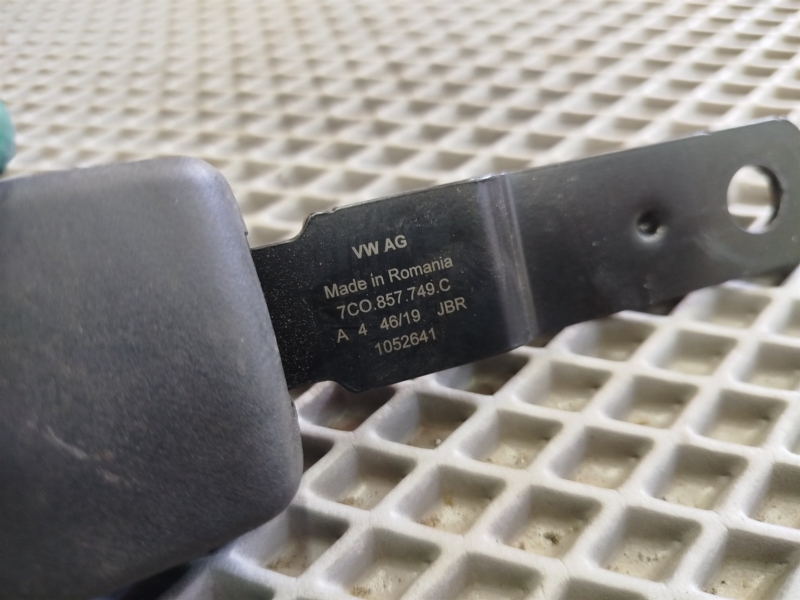 VW AG
Made in Romania
7CO.857.749.C
A 4 46/19 JBR
1052641